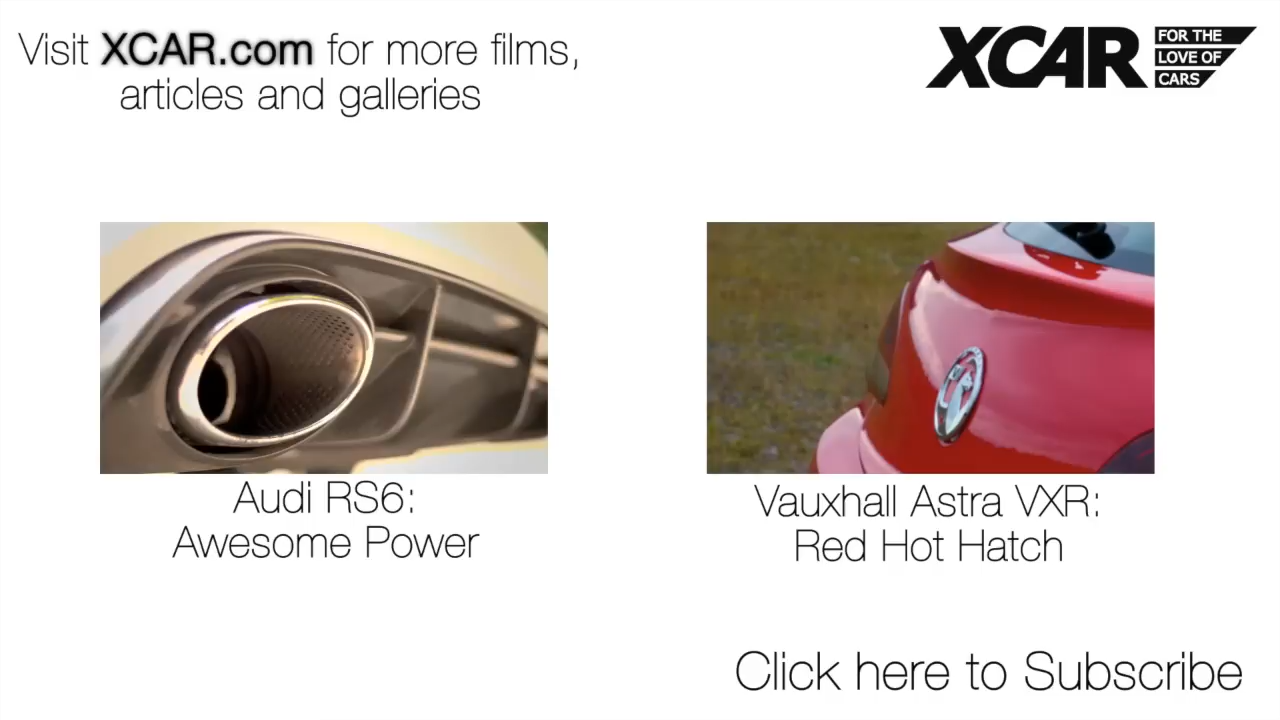 Visit XCAR.com for more films,
articles and galleries
XCAR
FOR THE
LOVE OF
CARS
Audi RS6:
Awesome Power
Vauxhall Astra VXR:
Red Hot Hatch
Click here to Subscribe